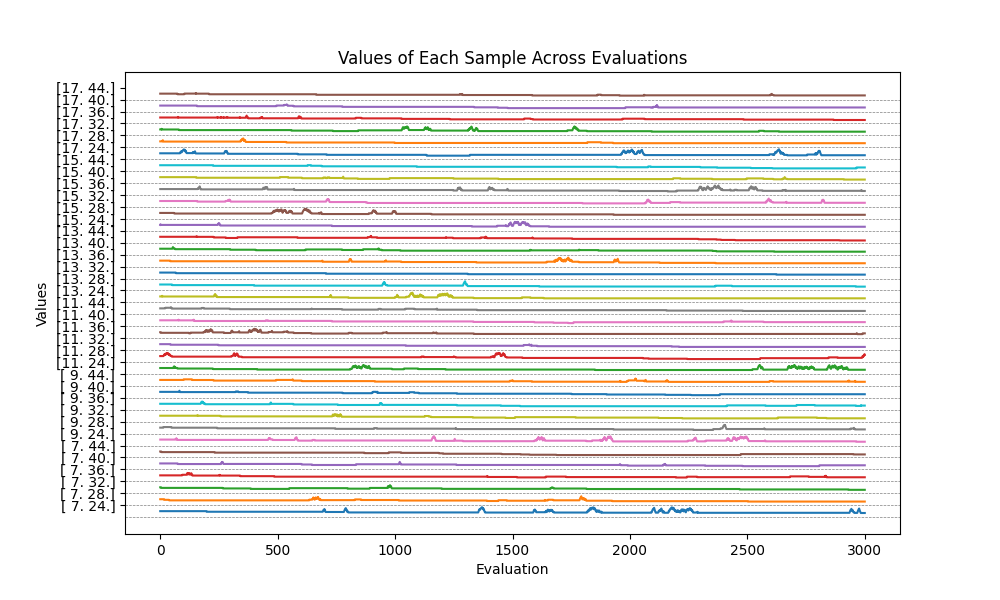 Values of Each Sample Across Evaluations
[17. 44.]
[17. 40.]
[17. 36.]
[17. 32.]
[17. 28.]
[17. 24.]
[15. 44.]
[15. 40.]
[15. 36.]
[15. 32.]
[15. 28.]
[15. 24.]
[13. 44.]
[13. 40.]
[13. 36.]
[13. 32.]
[13. 28.]
[13. 24.]
[11. 44.]
[11. 40.]
[11. 36.]
[11. 32.]
[11. 28.]
[11. 24.]
[ 9. 44.]
[ 9. 40.]
[ 9. 36.]
[ 9. 32.]
[ 9. 28.]
[ 9. 24.]
[ 7. 44.]
[ 7. 40.]
[ 7. 36.]
[ 7. 32.]
[ 7. 28.]
[ 7. 24.]
Values
0 500 1000 1500 2000 2500 3000
Evaluation